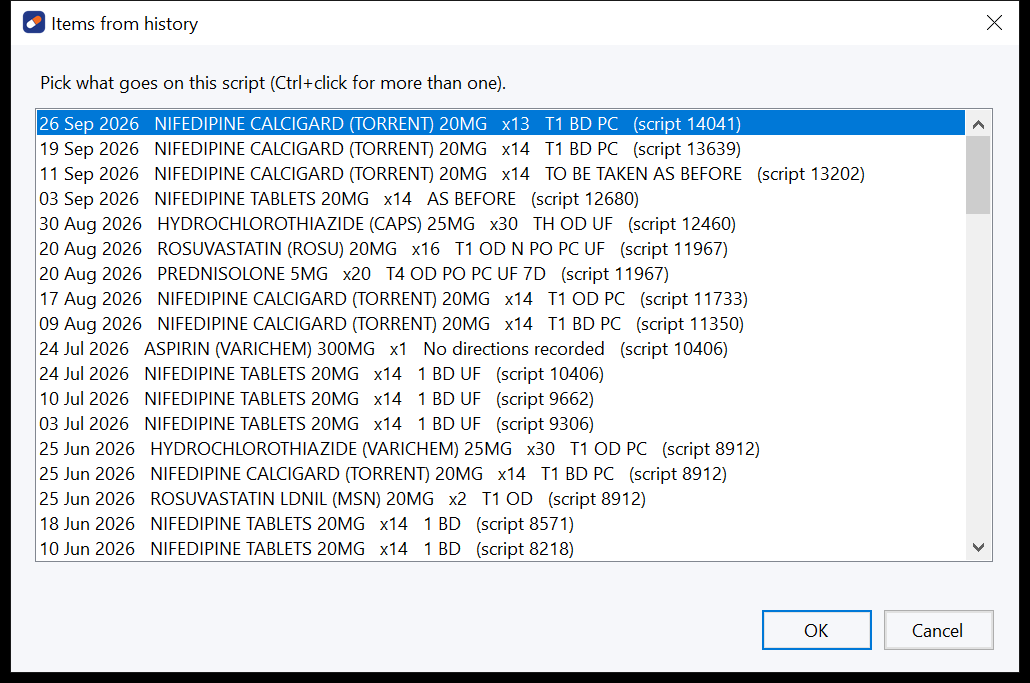 Items from history
Pick what goes on this script (Ctrl+click for more than one).
26 Sep 2026 NIFEDIPINE CALCIGARD (TORRENT) 20MG x13 T1 BD PC (script 14041)
19 Sep 2026 NIFEDIPINE CALCIGARD (TORRENT) 20MG x14 T1 BD PC (script 13639)
11 Sep 2026 NIFEDIPINE CALCIGARD (TORRENT) 20MG x14 TO BE TAKEN AS BEFORE (script 13202)
03 Sep 2026 NIFEDIPINE TABLETS 20MG x14 AS BEFORE (script 12680)
30 Aug 2026 HYDROCHLOROTHIAZIDE (CAPS) 25MG x30 TH OD UF (script 12460)
20 Aug 2026 ROSUVASTATIN (ROSU) 20MG x16 T1 OD N PO PC UF (script 11967)
20 Aug 2026 PREDNISOLONE 5MG x20 T4 OD PO PC UF 7D (script 11967)
17 Aug 2026 NIFEDIPINE CALCIGARD (TORRENT) 20MG x14 T1 OD PC (script 11733)
09 Aug 2026 NIFEDIPINE CALCIGARD (TORRENT) 20MG x14 T1 BD PC (script 11350)
24 Jul 2026 ASPIRIN (VARICHEM) 300MG x1 No directions recorded (script 10406)
24 Jul 2026 NIFEDIPINE TABLETS 20MG x14 1 BD UF (script 10406)
10 Jul 2026 NIFEDIPINE TABLETS 20MG x14 1 BD UF (script 9662)
03 Jul 2026 NIFEDIPINE TABLETS 20MG x14 1 BD UF (script 9306)
25 Jun 2026 HYDROCHLOROTHIAZIDE (VARICHEM) 25MG x30 T1 OD PC (script 8912)
25 Jun 2026 NIFEDIPINE CALCIGARD (TORRENT) 20MG x14 T1 BD PC (script 8912)
25 Jun 2026 ROSUVASTATIN LDNIL (MSN) 20MG x2 T1 OD (script 8912)
18 Jun 2026 NIFEDIPINE TABLETS 20MG x14 1 BD (script 8571)
10 Jun 2026 NIFEDIPINE TABLETS 20MG x14 1 BD (script 8218)
OK Cancel